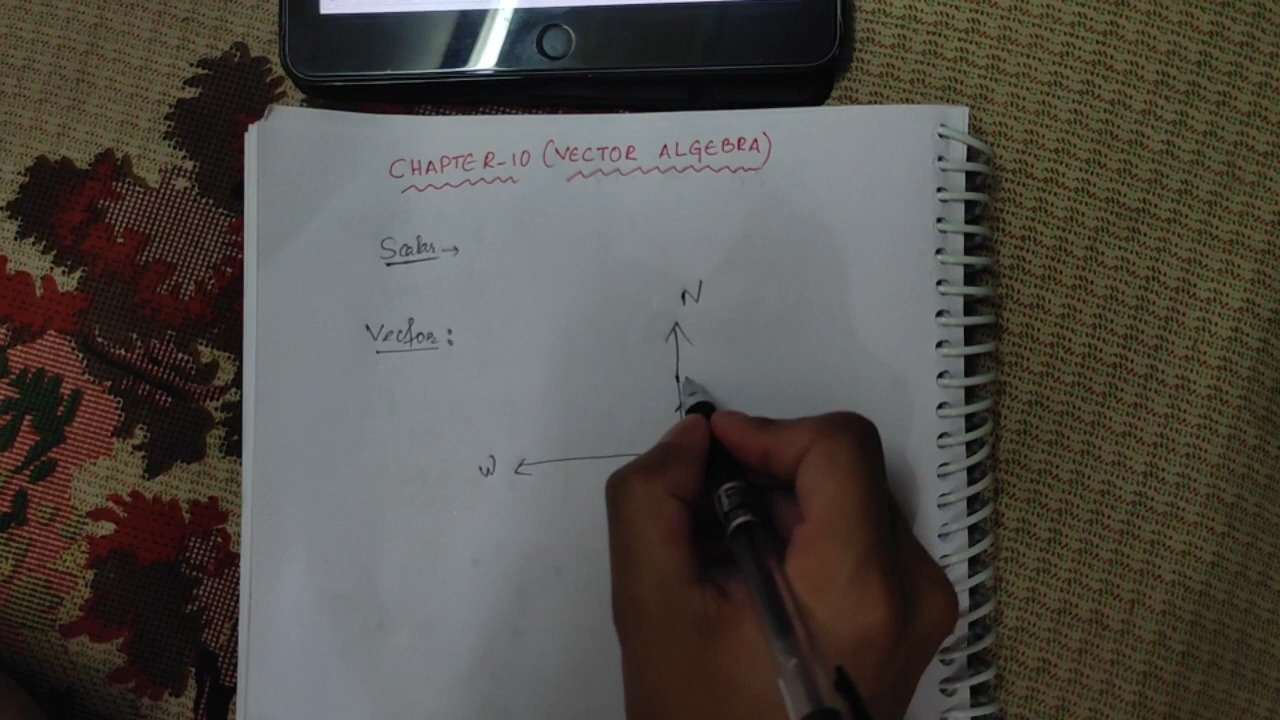 CHAPTER-10 (VECTOR ALGEBRA)
Scalar →
Vector:
N
W